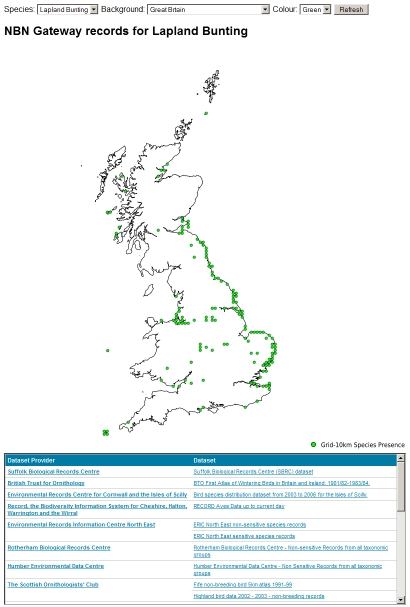 Species: Lapland Bunting Background: Great Britain Colour: Green Refresh
NBN Gateway records for Lapland Bunting
Grid-10km Species Presence
Dataset Provider Dataset
Suffolk Biological Records Centre Suffolk Biological Records Centre (SBRC) dataset
British Trust for Ornithology BTO First Atlas of Wintering Birds in Britain and Ireland: 1981/82-1983/84.
Environmental Records Centre for Cornwall and the Isles of Scilly Bird species distribution dataset from 2003 to 2006 for the Isles of Scilly.
Record, the Biodiversity Information System for Cheshire, Halton, RECORD Aves Data up to current day
Warrington and the Wirral
Environmental Records Information Centre North East ERIC North East non-sensitive species records
ERIC North East sensitive species records
Rotherham Biological Records Centre Rotherham Biological Records Centre - Non-sensitive Records from all taxonomic
groups
Humber Environmental Data Centre Humber Environmental Data Centre - Non Sensitive Records from all taxonomic
groups
The Scottish Ornithologists' Club Fife non-breeding bird 5km atlas 1991-99
Highland bird data 2002 - 2003 - non-breeding records